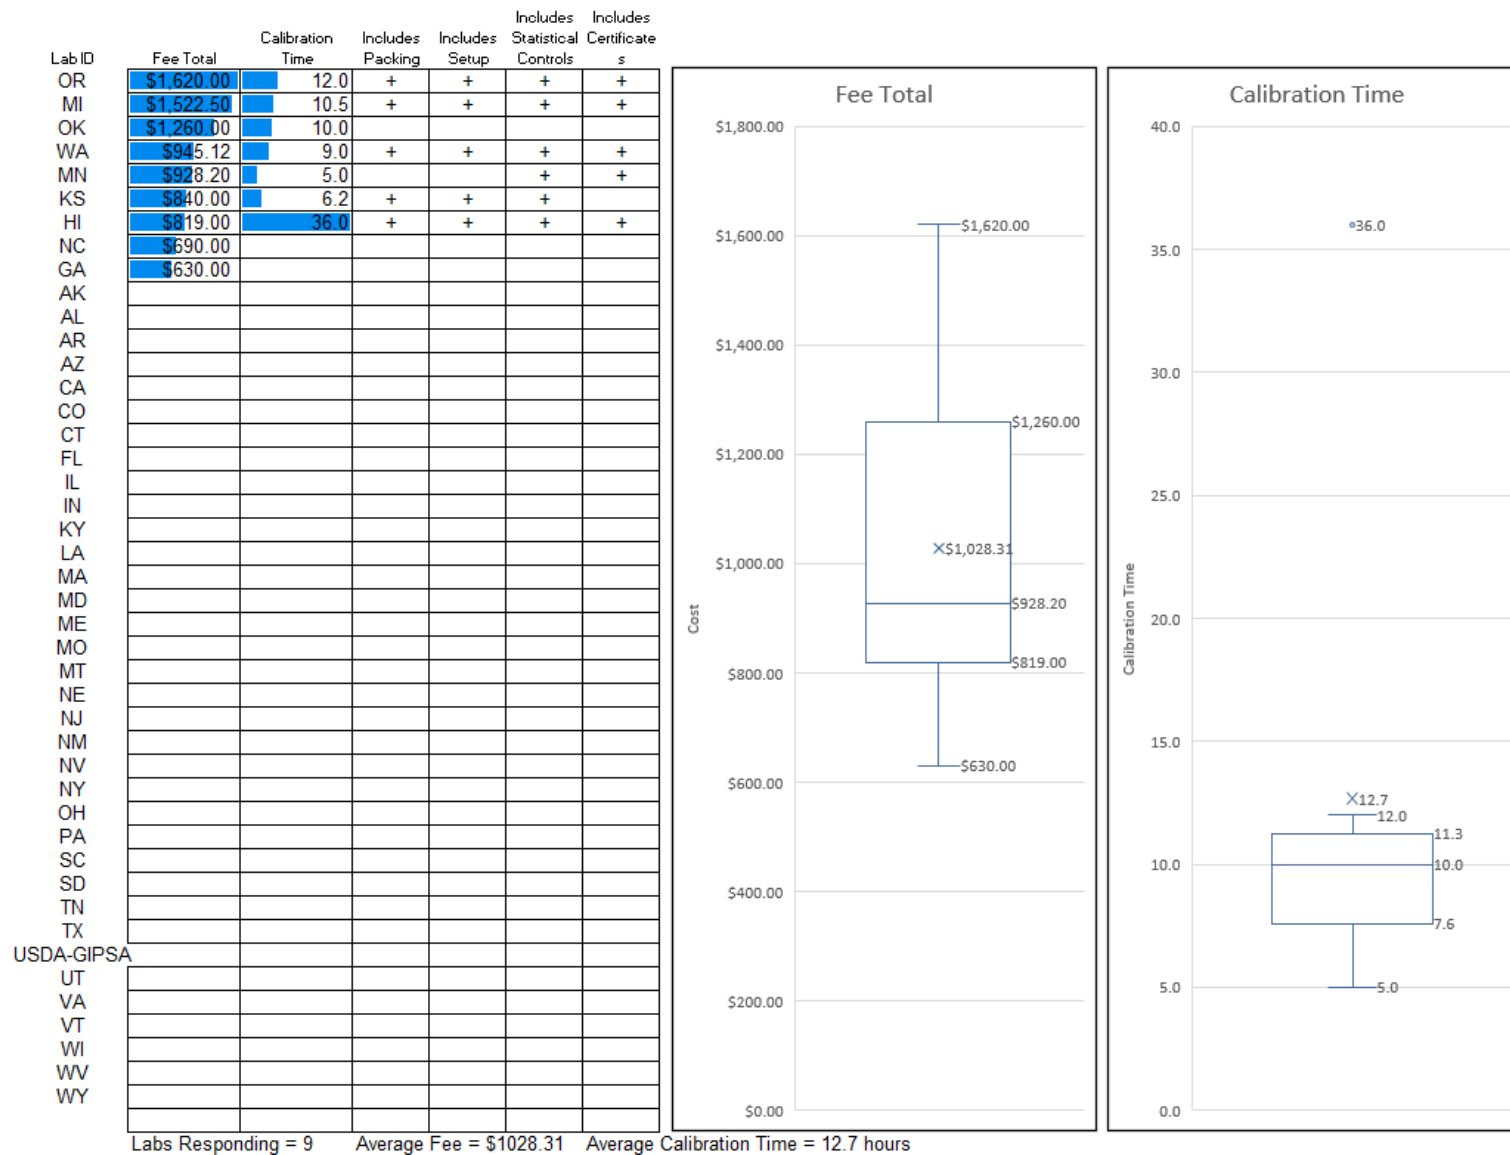 Lab ID Fee Total Calibration Time Includes Packing Includes Setup Includes Statistical Controls Includes Certificate s
OR $1,620.00 12.0 + + + +
MI $1,522.50 10.5 + + + +
OK $1,260.00 10.0
WA $945.12 9.0 + + + +
MN $928.20 5.0 + +
KS $840.00 6.2 + + +
HI $819.00 36.0 + + + +
NC $690.00
GA $630.00
AK
AL
AR
AZ
CA
CO
CT
FL
IL
IN
KY
LA
MA
MD
ME
MO
MT
NE
NJ
NM
NV
NY
OH
PA
SC
SD
TN
TX
USDA-GIPSA
UT
VA
VT
WI
WV
WY
Labs Responding = 9 Average Fee = $1028.31 Average Calibration Time = 12.7 hours
Fee Total
$1,800.00
$1,600.00
$1,400.00
$1,200.00
$1,000.00
$800.00
$600.00
$400.00
$200.00
$0.00
Cost
$1,620.00
$1,260.00
$1,028.31
$928.20
$819.00
$630.00
Calibration Time
40.0
35.0
30.0
25.0
20.0
15.0
10.0
5.0
0.0
Calibration Time
36.0
12.7
12.0
11.3
10.0
7.6
5.0